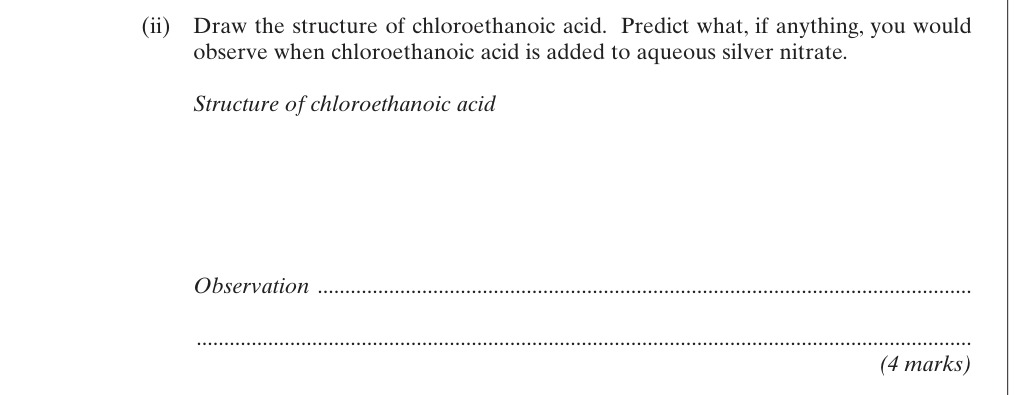 (ii) Draw the structure of chloroethanoic acid. Predict what, if anything, you would
observe when chloroethanoic acid is added to aqueous silver nitrate.
Structure of chloroethanoic acid
Observation ........................................................................................................................
................................................................................................................................................
(4 marks)